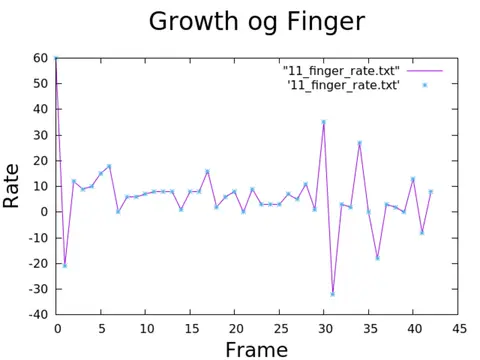 Growth og Finger
"11_finger_rate.txt"
'11_finger_rate.txt'
60
50
40
30
20
10
0
-10
-20
-30
-40
Rate
0 5 10 15 20 25 30 35 40 45
Frame